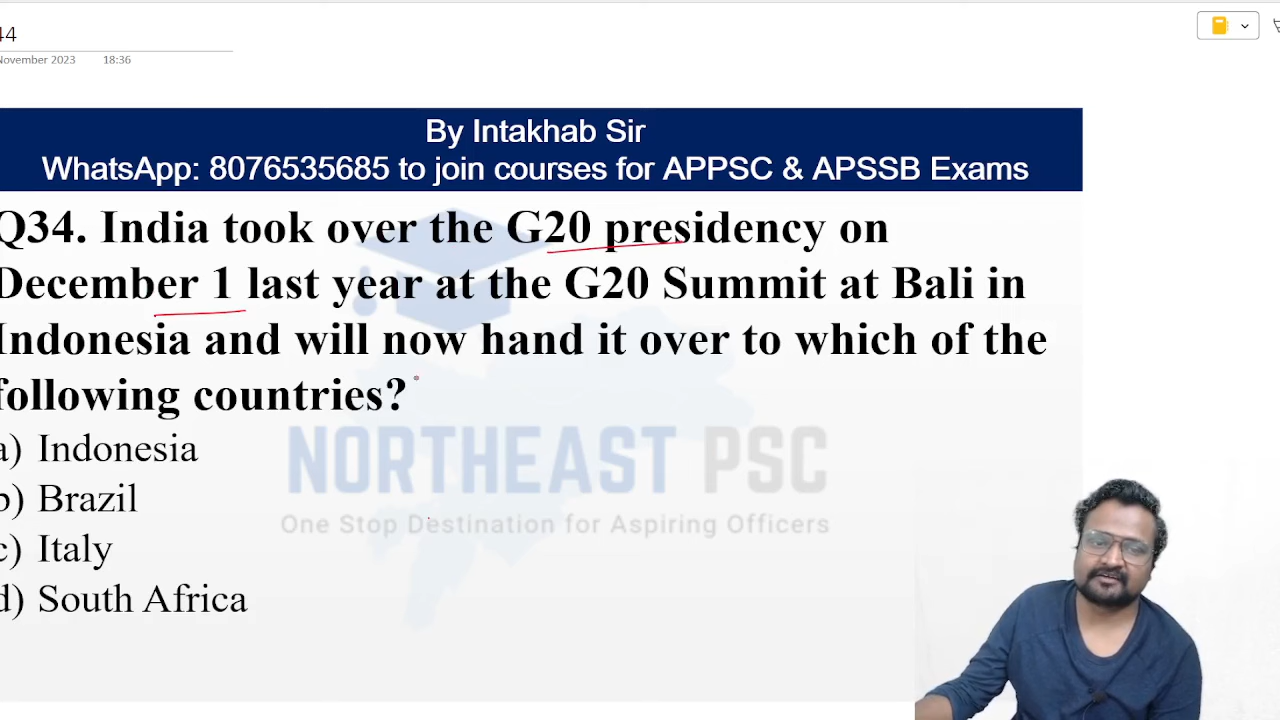 44
November 2023 18:36
By Intakhab Sir
WhatsApp: 8076535685 to join courses for APPSC & APSSB Exams
Q34. India took over the G20 presidency on
December 1 last year at the G20 Summit at Bali in
Indonesia and will now hand it over to which of the
following countries?
a) Indonesia
b) Brazil
c) Italy
d) South Africa
NORTHEAST PSC
One Stop Destination for Aspiring Officers